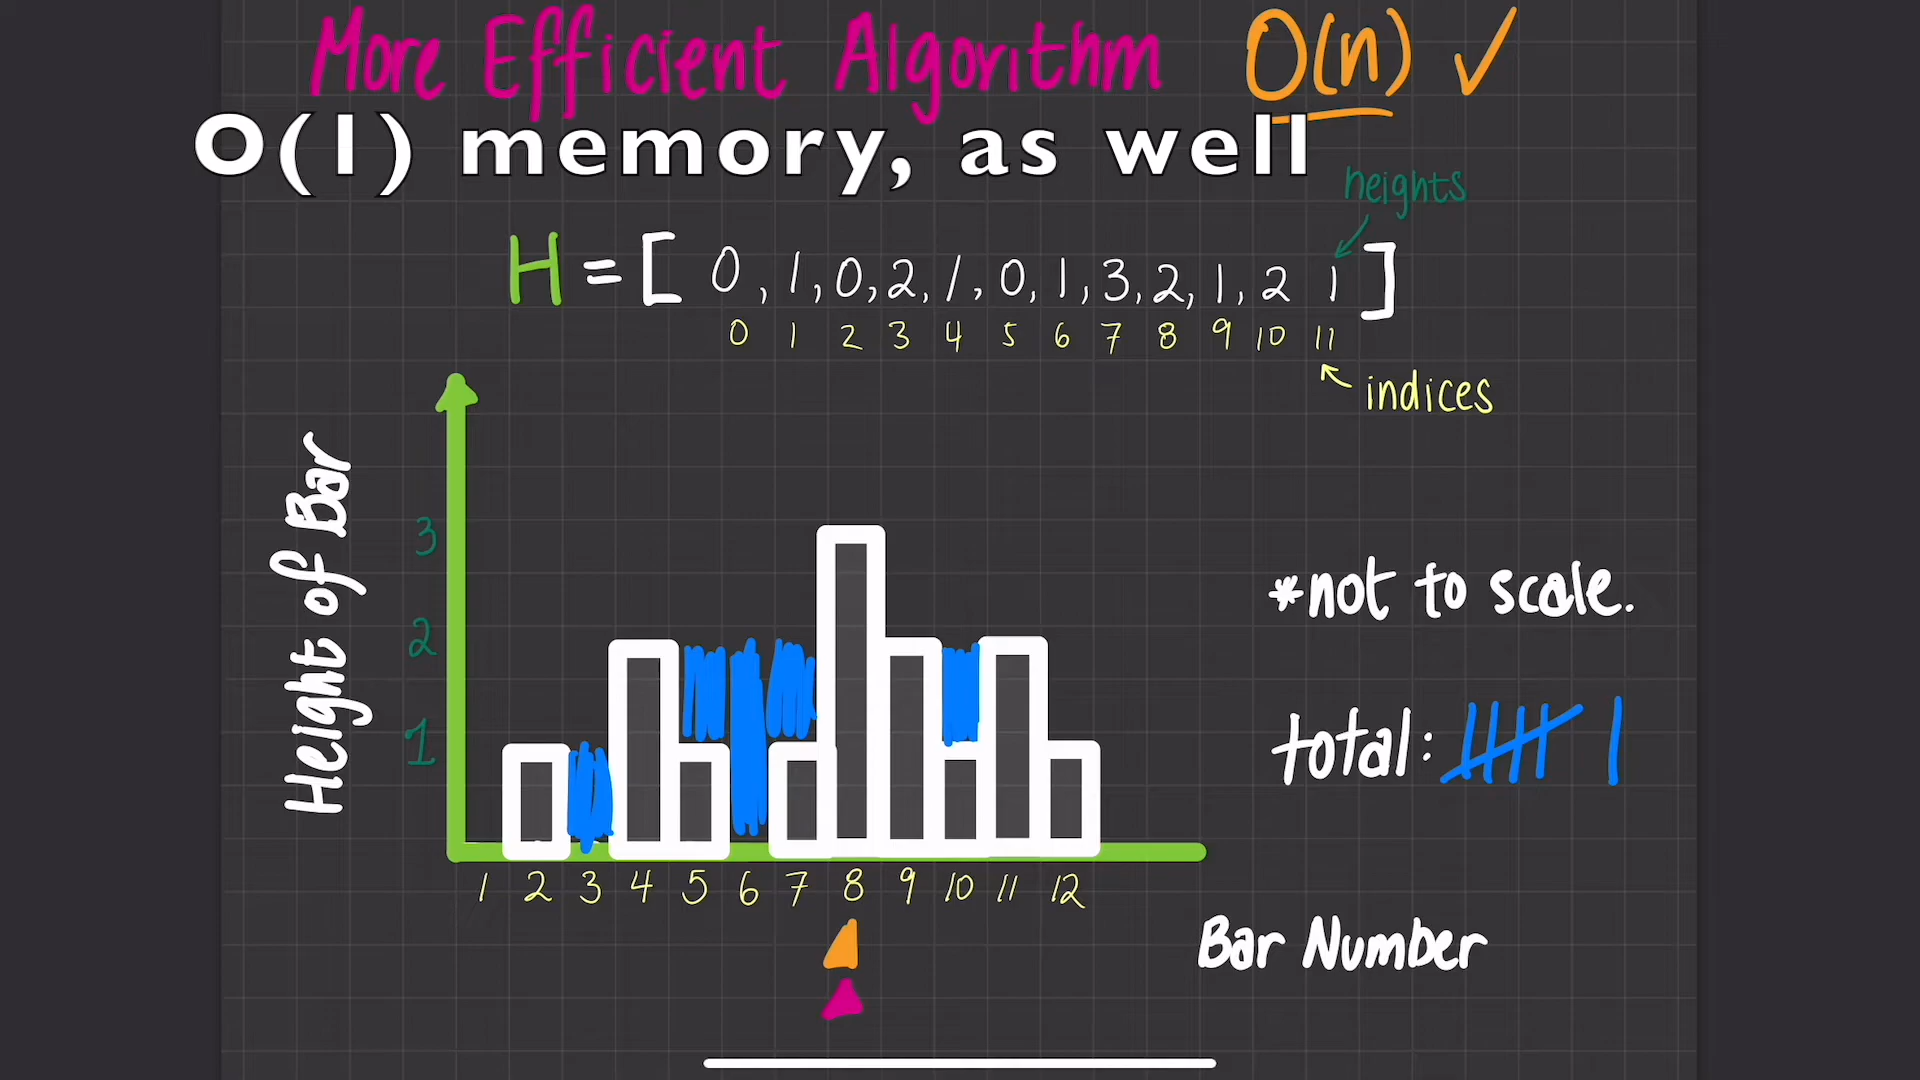 More Efficient Algorithm O(n) ✓
O(1) memory, as well
heights
H = [ 0, 1, 0, 2, 1, 0, 1, 3, 2, 1, 2 1 ]
0 1 2 3 4 5 6 7 8 9 10 11
indices
Height of Bar
3
2
1
*not to scale.
total:
1 2 3 4 5 6 7 8 9 10 11 12
Bar Number